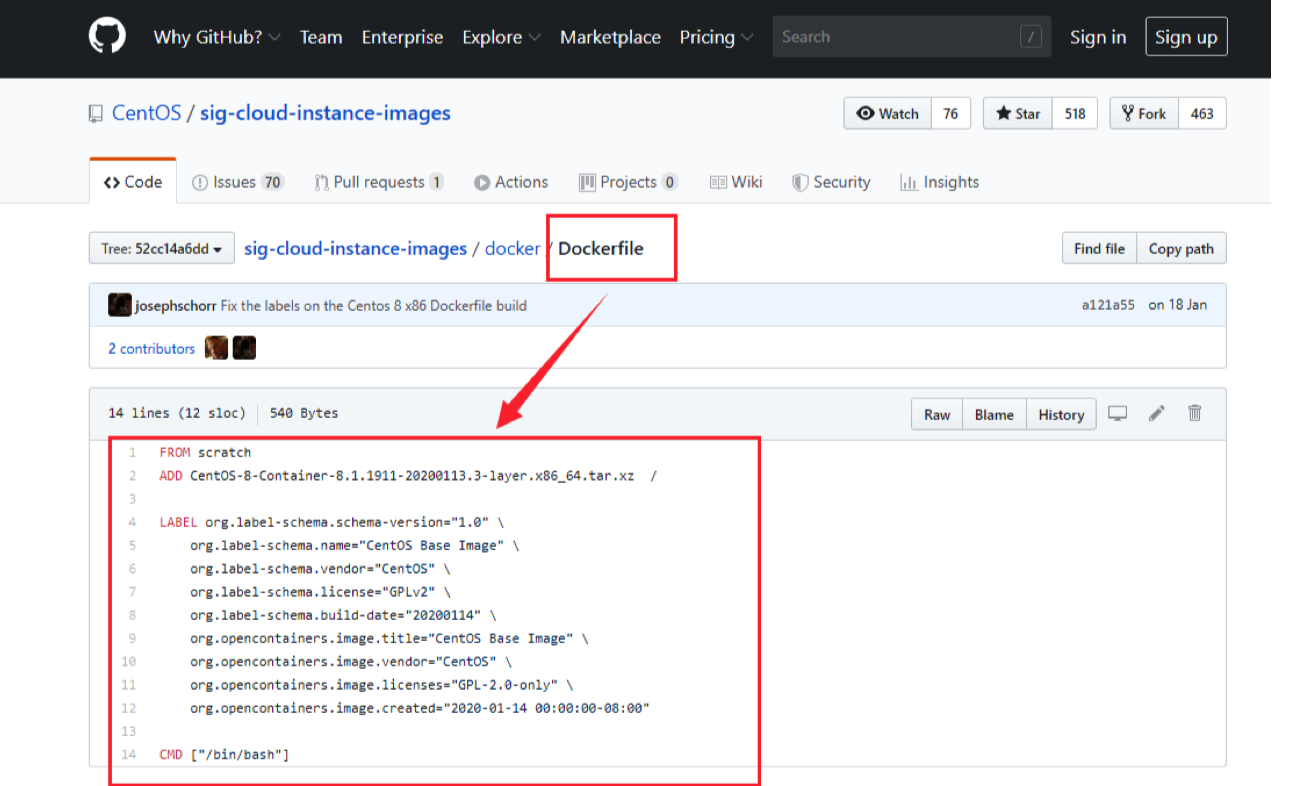 Why GitHub? Team Enterprise Explore Marketplace Pricing Search / Sign in Sign up
CentOS / sig-cloud-instance-images Watch 76 Star 518 Fork 463
Code Issues 70 Pull requests 1 Actions Projects 0 Wiki Security Insights
Tree: 52cc14a6dd sig-cloud-instance-images / docker / Dockerfile Find file Copy path
josephschorr Fix the labels on the Centos 8 x86 Dockerfile build a121a55 on 18 Jan
2 contributors
14 lines (12 sloc) 540 Bytes Raw Blame History
1 FROM scratch
2 ADD CentOS-8-Container-8.1.1911-20200113.3-layer.x86_64.tar.xz /
3
4 LABEL org.label-schema.schema-version="1.0" \
5 org.label-schema.name="CentOS Base Image" \
6 org.label-schema.vendor="CentOS" \
7 org.label-schema.license="GPLv2" \
8 org.label-schema.build-date="20200114" \
9 org.opencontainers.image.title="CentOS Base Image" \
10 org.opencontainers.image.vendor="CentOS" \
11 org.opencontainers.image.licenses="GPL-2.0-only" \
12 org.opencontainers.image.created="2020-01-14 00:00:00-08:00"
13
14 CMD ["/bin/bash"]